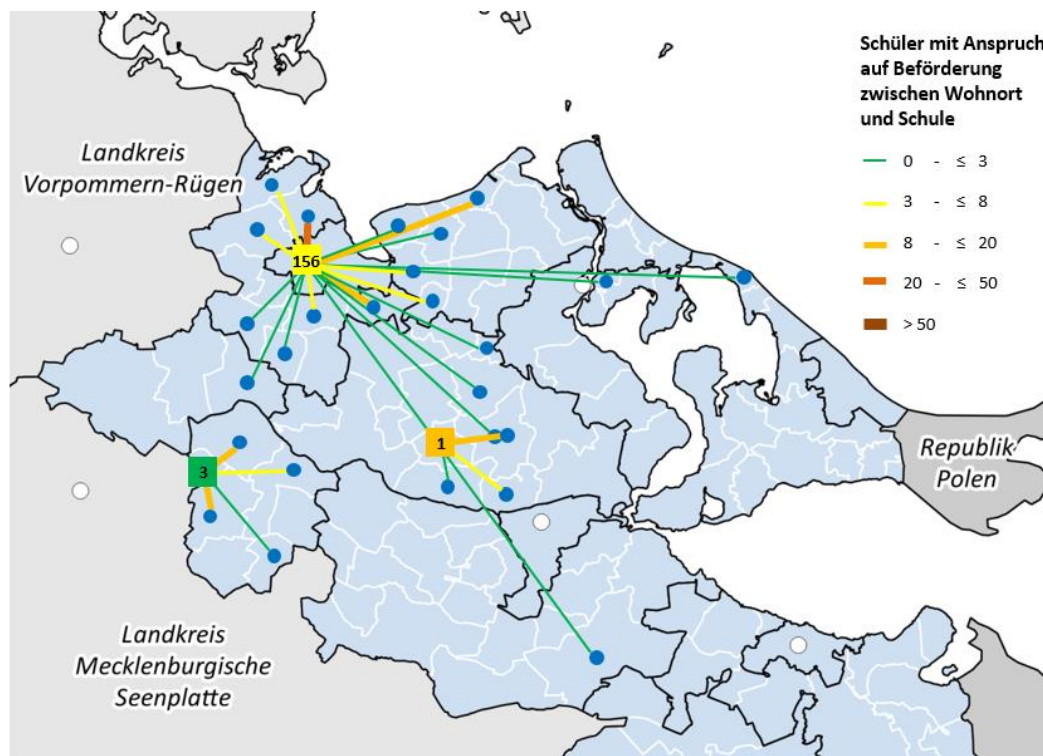 Schüler mit Anspruch
auf Beförderung
zwischen Wohnort
und Schule
0 - ≤ 3
3 - ≤ 8
8 - ≤ 20
20 - ≤ 50
> 50
Landkreis
Vorpommern-Rügen
156
1
3
Republik
Polen
Landkreis
Mecklenburgische
Seenplatte